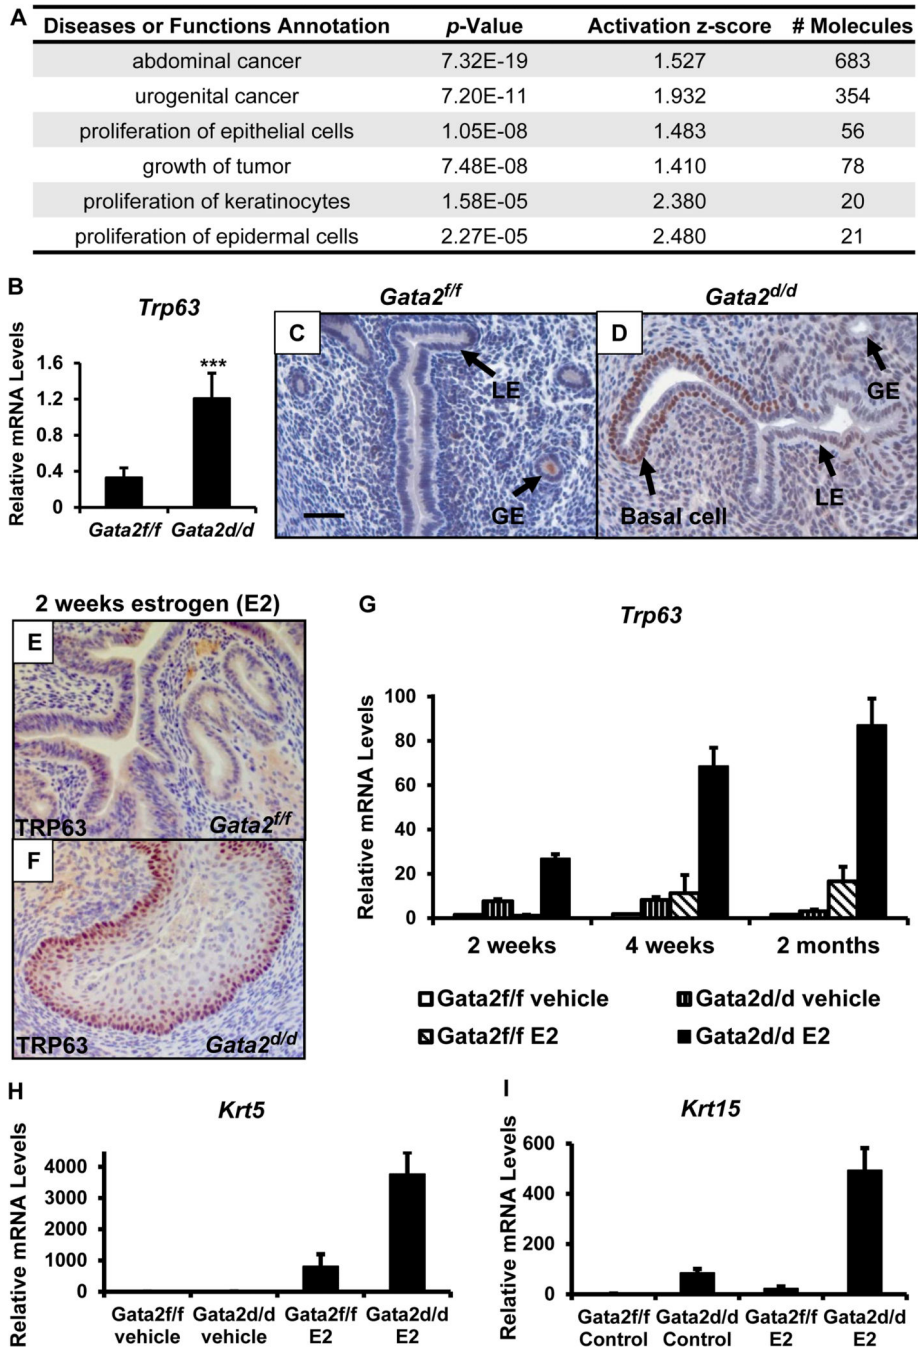 A
Diseases or Functions Annotation p-Value Activation z-score # Molecules
abdominal cancer 7.32E-19 1.527 683
urogenital cancer 7.20E-11 1.932 354
proliferation of epithelial cells 1.05E-08 1.483 56
growth of tumor 7.48E-08 1.410 78
proliferation of keratinocytes 1.58E-05 2.380 20
proliferation of epidermal cells 2.27E-05 2.480 21
B
Trp63
Relative mRNA Levels
1.6
1.2
0.8
0.4
0
***
Gata2f/f Gata2d/d
Gata2f/f
C
LE
GE
Gata2d/d
D
GE
LE
Basal cell
2 weeks estrogen (E2)
E
TRP63 Gata2f/f
F
TRP63 Gata2d/d
G
Trp63
Relative mRNA Levels
100
80
60
40
20
0
2 weeks 4 weeks 2 months
Gata2f/f vehicle Gata2d/d vehicle
Gata2f/f E2 Gata2d/d E2
H
Krt5
Relative mRNA Levels
4000
3000
2000
1000
0
Gata2f/f Gata2d/d Gata2f/f Gata2d/d
vehicle vehicle E2 E2
I
Krt15
Relative mRNA Levels
600
400
200
0
Gata2f/f Gata2d/d Gata2f/f Gata2d/d
Control Control E2 E2